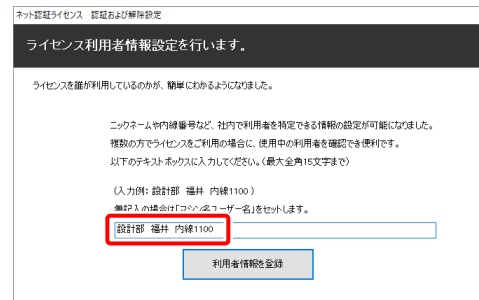 ネット認証ライセンス 認証および解除設定
ライセンス利用者情報設定を行います。
ライセンスを誰が利用しているのかが、簡単にわかるようになりました。
ニックネームや内線番号など、社内で利用者を特定できる情報の設定が可能になりました。
複数の方でライセンスをご利用の場合に、使用中の利用者を確認でき便利です。
以下のテキストボックスに入力してください。(最大全角15文字まで)
(入力例: 設計部 福井 内線1100 )
無記入の場合は「マシン名ユーザー名」をセットします。
設計部 福井 内線1100
利用者情報を登録